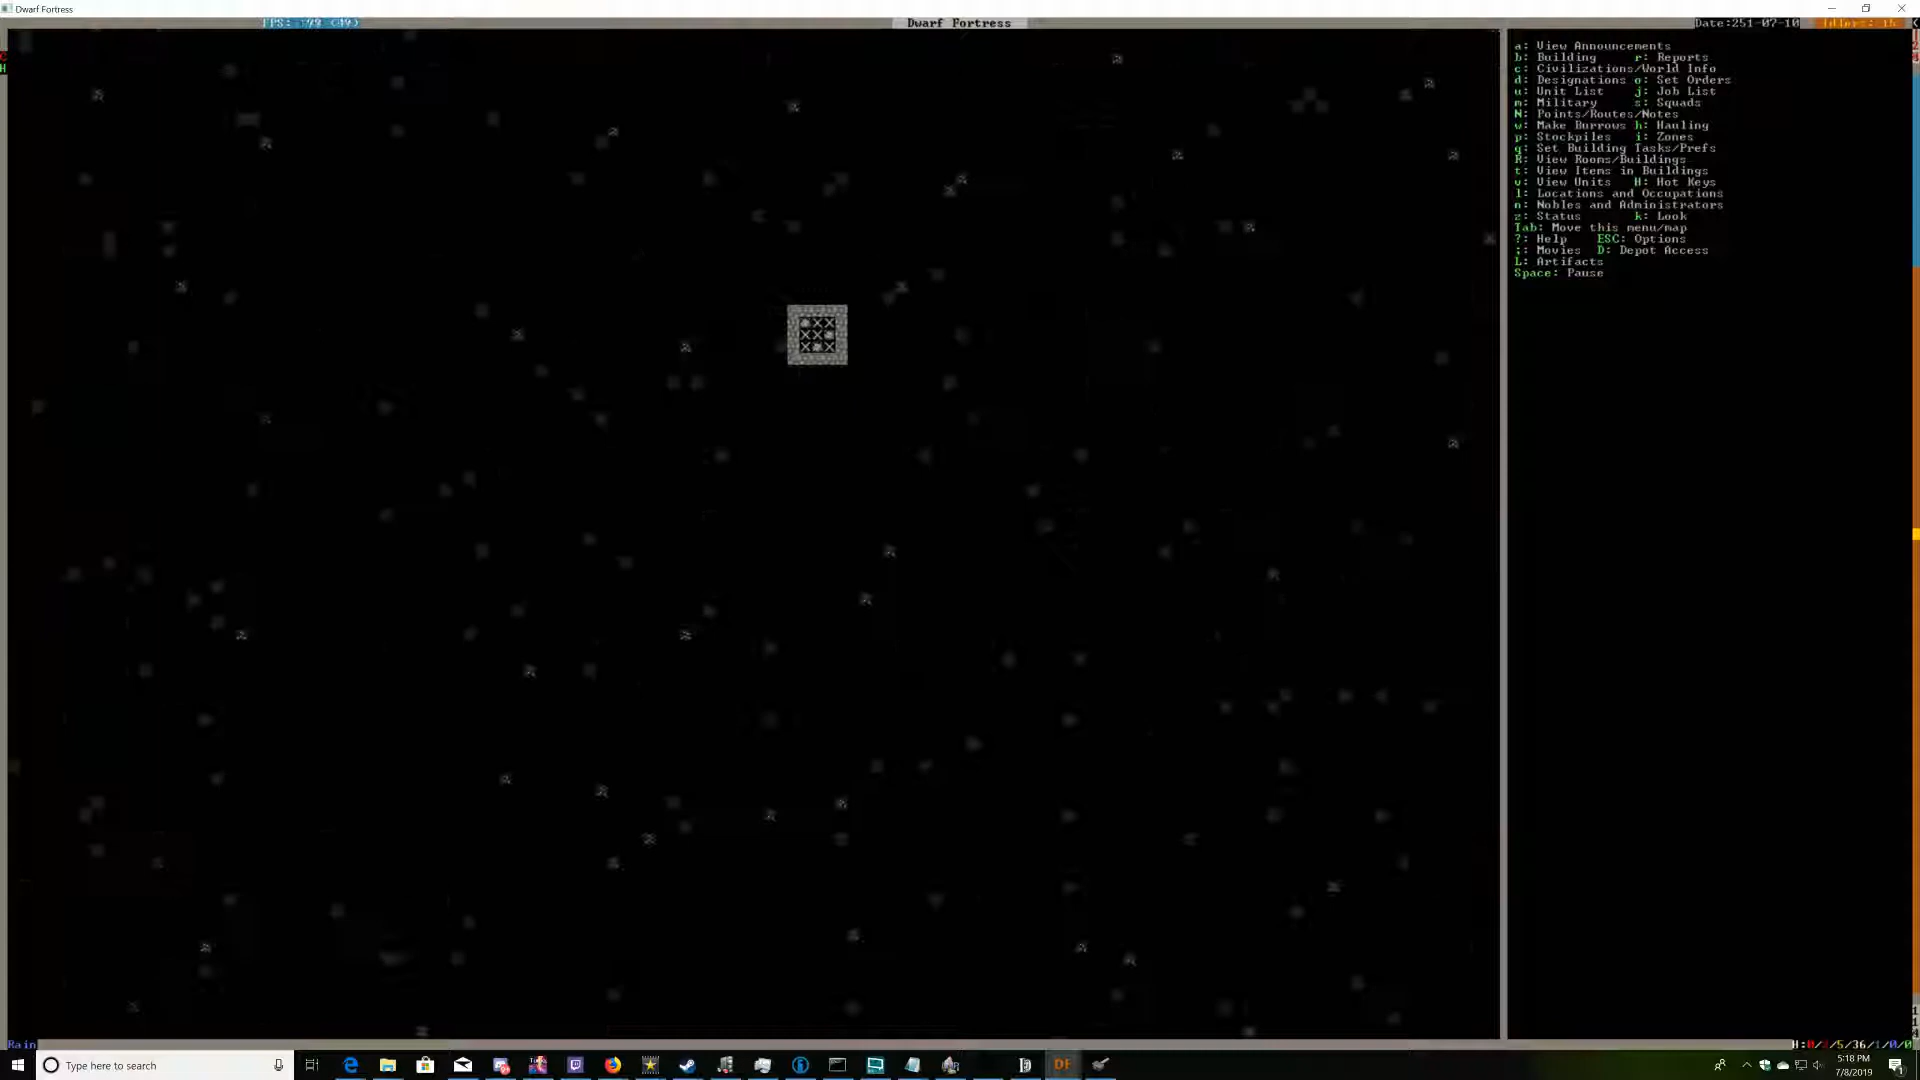 Dwarf Fortress
Dwarf Fortress
Date:251-07-10
Idlers: 15
a: View Announcements
b: Building r: Reports
c: Civilizations/World Info
d: Designations o: Set Orders
u: Unit List j: Job List
m: Military s: Squads
N: Points/Routes/Notes
w: Make Burrows h: Hauling
p: Stockpiles i: Zones
q: Set Building Tasks/Prefs
R: View Rooms/Buildings
t: View Items in Buildings
v: View Units H: Hot Keys
l: Locations and Occupations
n: Nobles and Administrators
z: Status k: Look
Tab: Move this menu/map
?: Help ESC: Options
;: Movies D: Depot Access
L: Artifacts
Space: Pause
Rain
Type here to search
DF
5:18 PM
7/8/2019